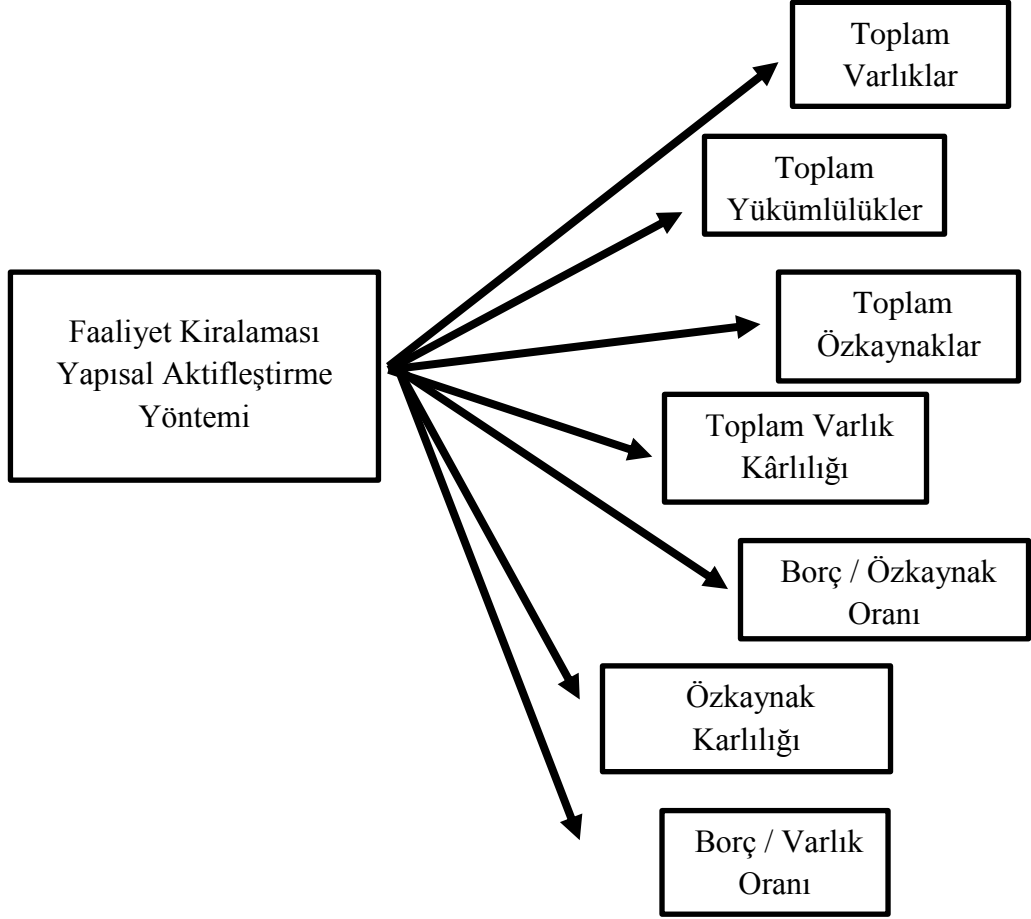 Toplam
Varlıklar
Toplam
Yükümlülükler
Toplam
Özkaynaklar
Faaliyet Kiralaması
Yapısal Aktifleştirme
Yöntemi
Toplam Varlık
Kârlılığı
Borç / Özkaynak
Oranı
Özkaynak
Karlılığı
Borç / Varlık
Oranı